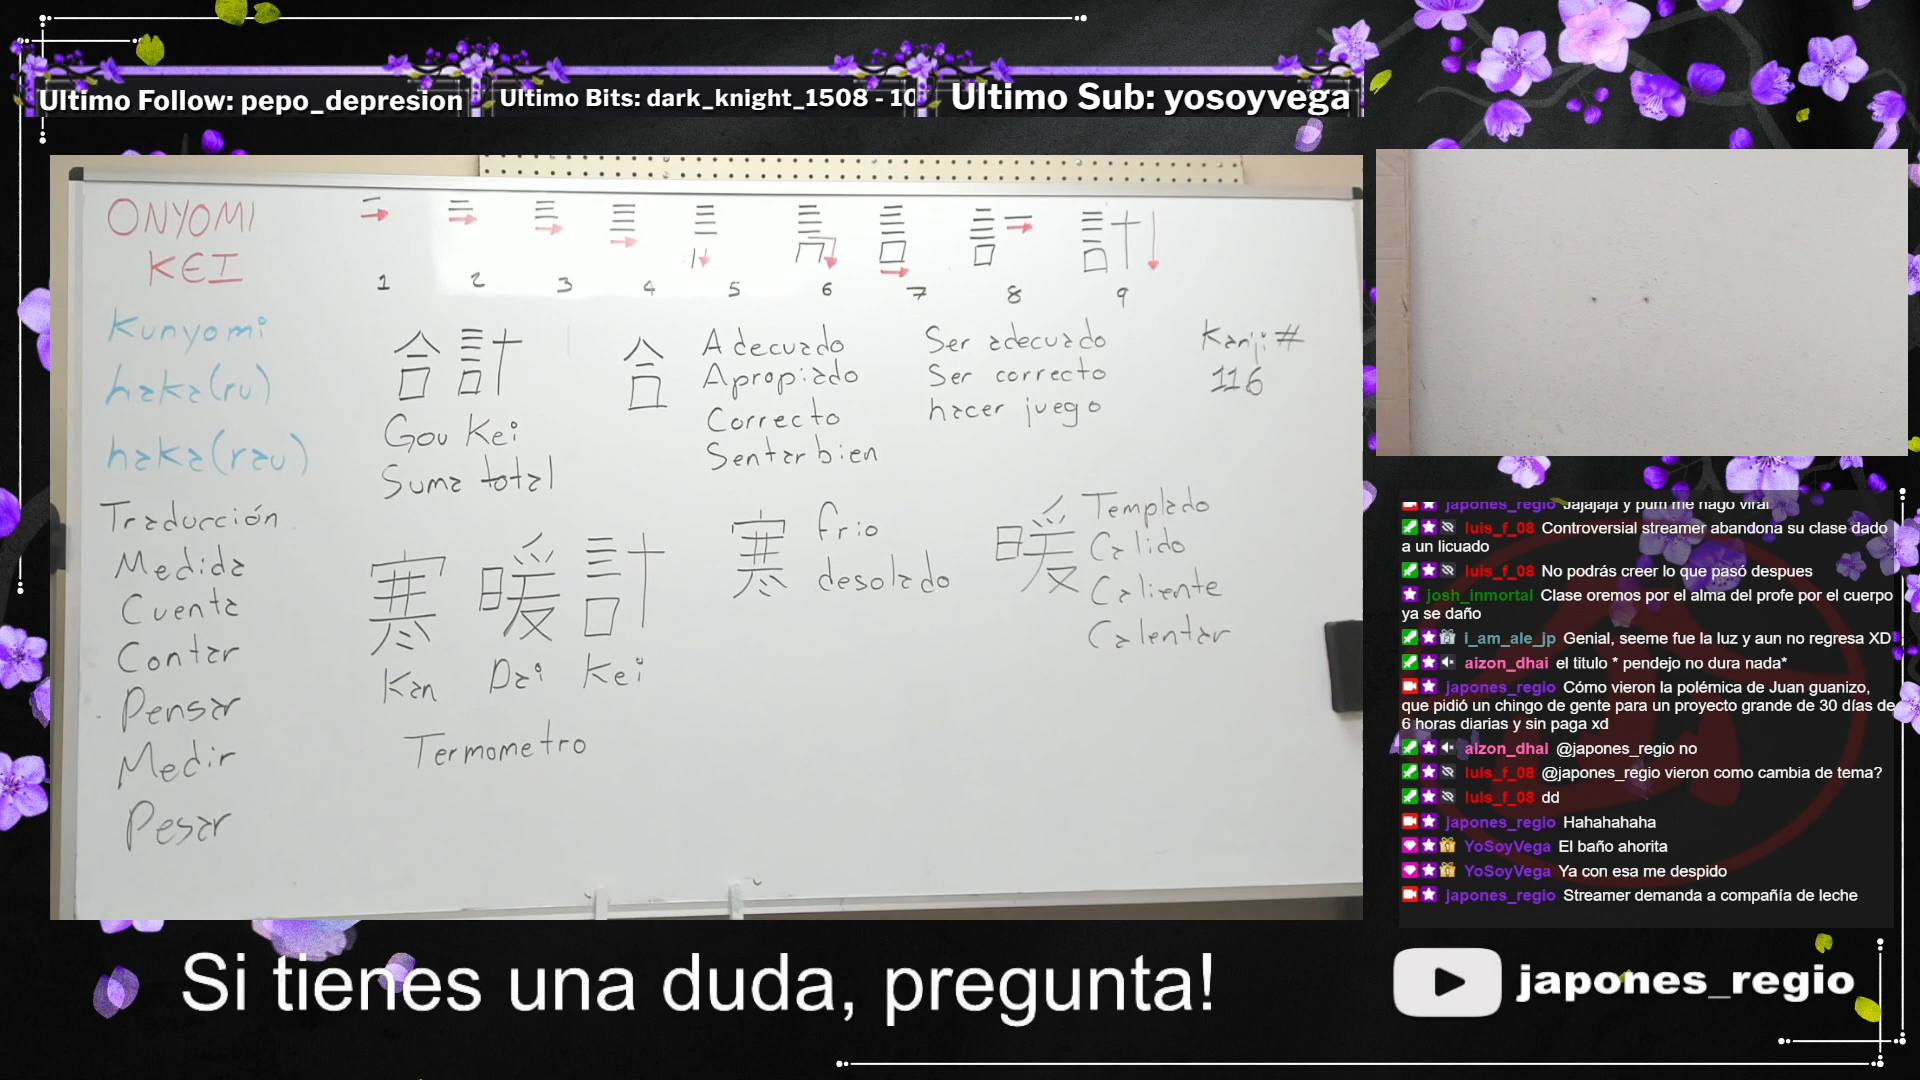 Ultimo Follow: pepo_depresion
Ultimo Bits: dark_knight_1508 - 10
Ultimo Sub: yosoyvega
ONYOMI
KEI
Kunyomi
haka(ru)
haka(rau)
Traducción
Medida
Cuenta
Contar
Pensar
Medir
Pesar
1 2 3 4 5 6 7 8 9
計
合計
Gou Kei
Suma total
合
Adecuado
Apropiado
Correcto
Sentar bien
Ser adecuado
Ser correcto
hacer juego
Kanji #
116
寒暖計
Kan Dai Kei
Termometro
寒
frio
desolado
暖
Templado
Calido
Caliente
Calentar
japones_regio Jajajaja y pum me hago viral
luis_f_08 Controversial streamer abandona su clase dado
a un licuado
luis_f_08 No podrás creer lo que pasó despues
josh_inmortal Clase oremos por el alma del profe por el cuerpo
ya se daño
i_am_ale_jp Genial, seeme fue la luz y aun no regresa XD
aizon_dhai el titulo * pendejo no dura nada*
japones_regio Cómo vieron la polémica de Juan guanizo,
que pidió un chingo de gente para un proyecto grande de 30 días de
6 horas diarias y sin paga xd
aizon_dhai @japones_regio no
luis_f_08 @japones_regio vieron como cambia de tema?
luis_f_08 dd
japones_regio Hahahahaha
YoSoyVega El baño ahorita
YoSoyVega Ya con esa me despido
japones_regio Streamer demanda a compañía de leche
Si tienes una duda, pregunta!
japones_regio